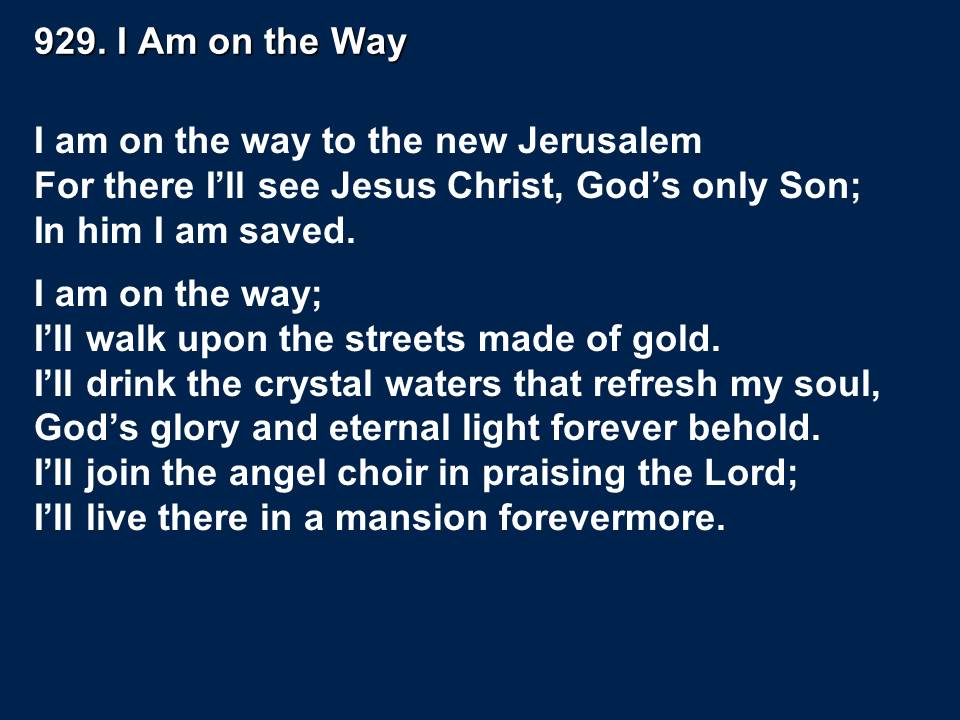 929. I Am on the Way
I am on the way to the new Jerusalem
For there I’ll see Jesus Christ, God’s only Son;
In him I am saved.
I am on the way;
I’ll walk upon the streets made of gold.
I’ll drink the crystal waters that refresh my soul,
God’s glory and eternal light forever behold.
I’ll join the angel choir in praising the Lord;
I’ll live there in a mansion forevermore.